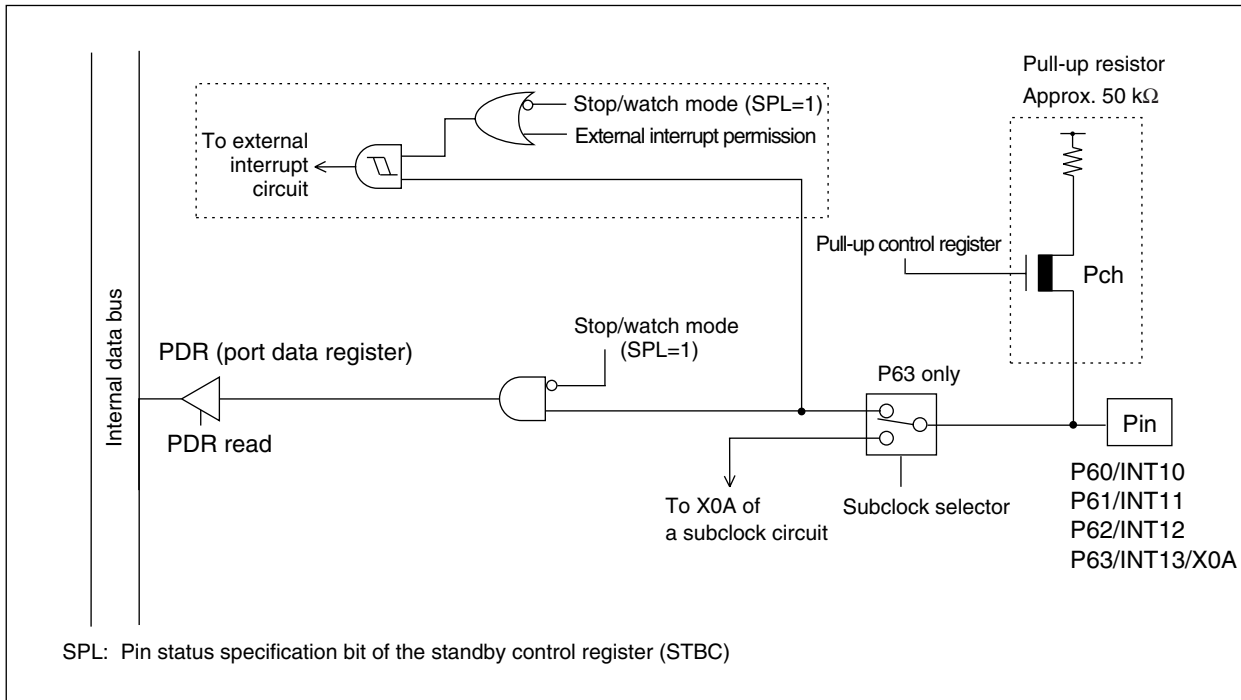 Pull-up resistor
Approx. 50 kΩ
Stop/watch mode (SPL=1)
External interrupt permission
To external
interrupt
circuit
Pull-up control register
Pch
Internal data bus
Stop/watch mode
(SPL=1)
PDR (port data register)
PDR read
P63 only
Pin
To X0A of
a subclock circuit
Subclock selector
P60/INT10
P61/INT11
P62/INT12
P63/INT13/X0A
SPL: Pin status specification bit of the standby control register (STBC)